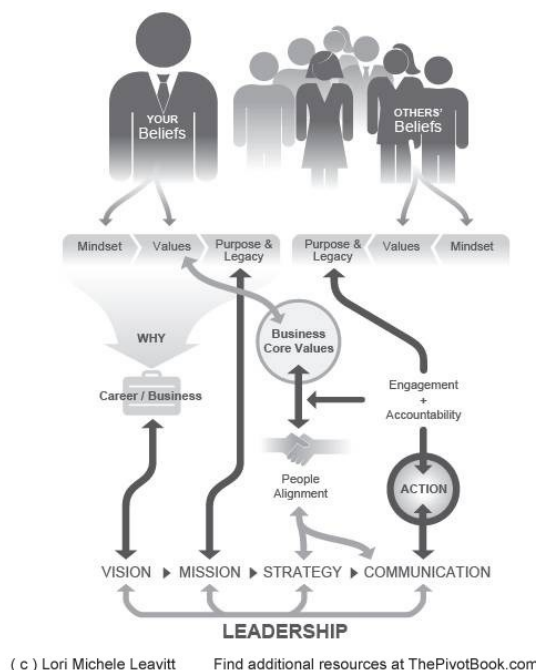 YOUR
Beliefs
OTHERS'
Beliefs
Mindset
Values
Purpose &
Legacy
Purpose &
Legacy
Values
Mindset
WHY
Business
Core Values
Career / Business
Engagement
+
Accountability
People
Alignment
ACTION
VISION
MISSION
STRATEGY
COMMUNICATION
LEADERSHIP
( c ) Lori Michele Leavitt
Find additional resources at ThePivotBook.com